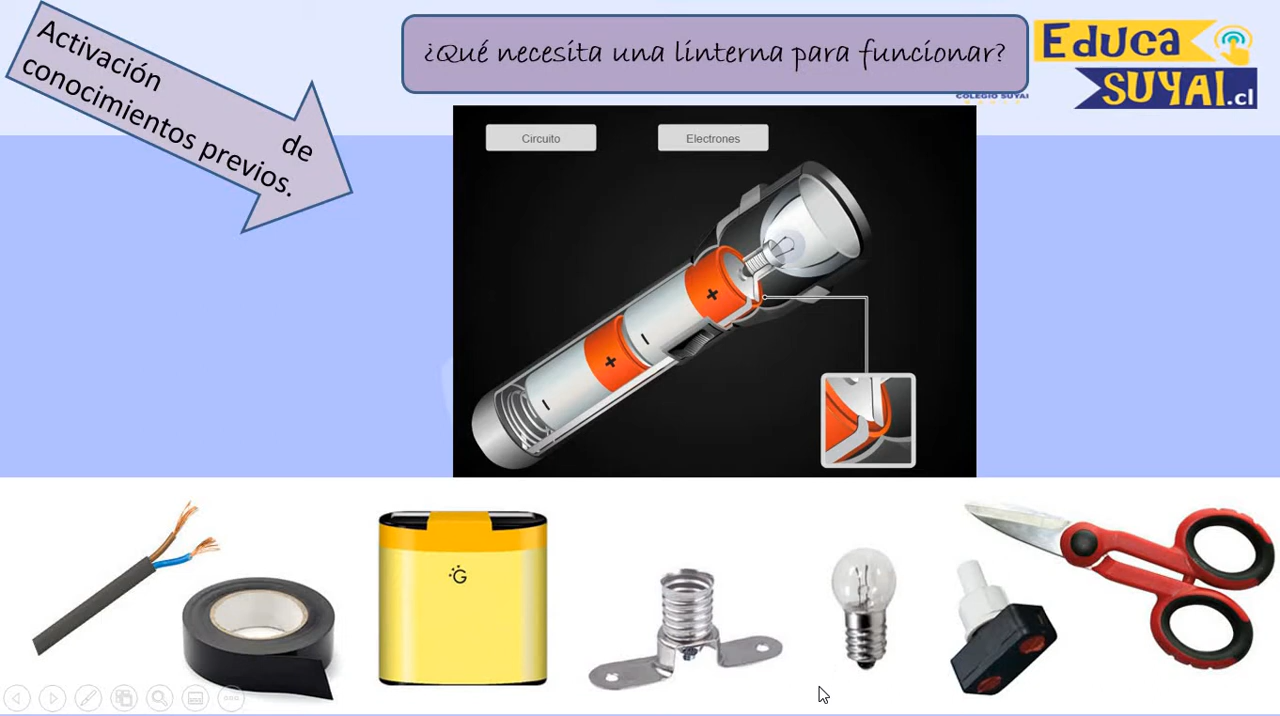 Activación
de
conocimientos previos.
¿Qué necesita una linterna para funcionar?
Educa
SUYAI.cl
COLEGIO SUYAI
Circuito
Electrones
+
-
+
-
G